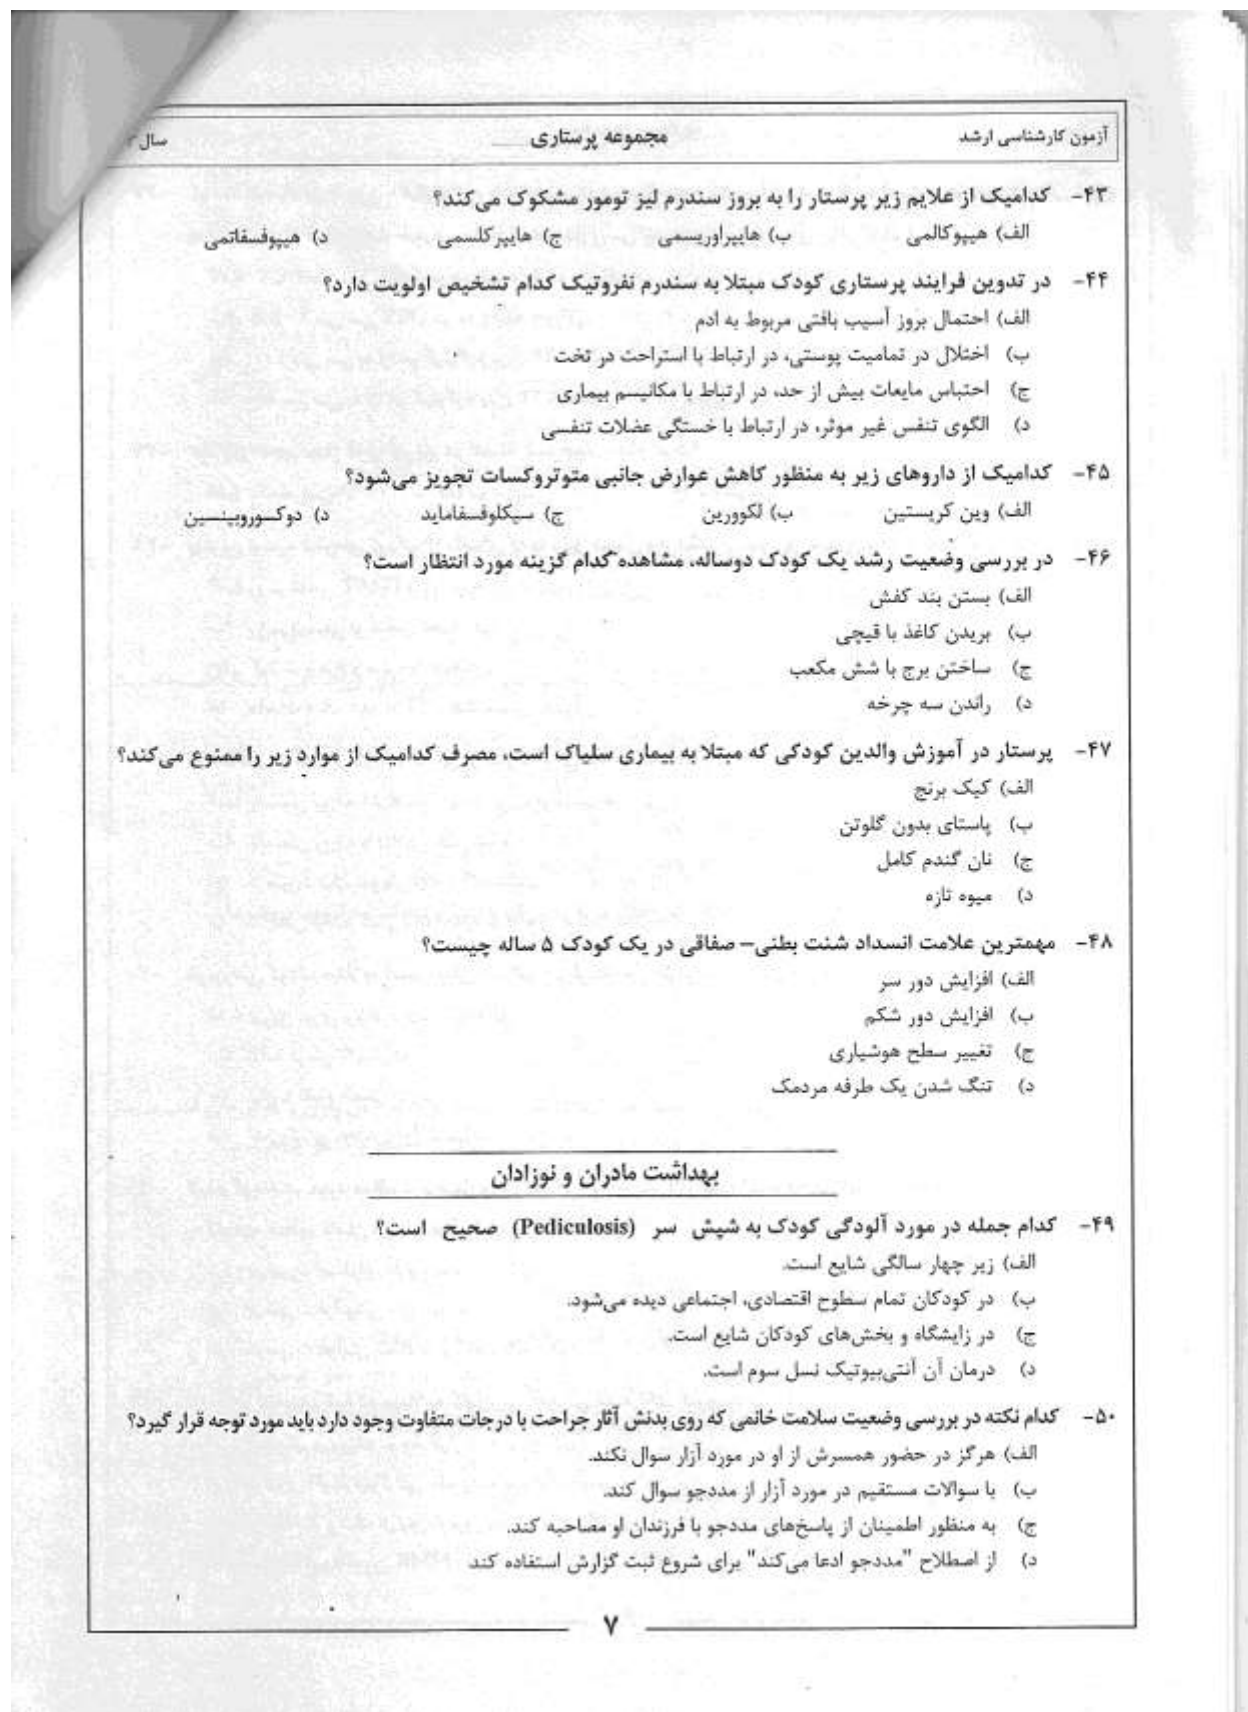 آزمون کارشناسی ارشد مجموعه پرستاری سال
۴۳- کدامیک از علایم زیر پرستار را به بروز سندرم لیز تومور مشکوک می‌کند؟
الف) هیپوکالمی ب) هایپراوریسمی ج) هایپرکلسمی د) هیپوفسفاتمی
۴۴- در تدوین فرایند پرستاری کودک مبتلا به سندرم نفروتیک کدام تشخیص اولویت دارد؟
الف) احتمال بروز آسیب بافتی مربوط به ادم
ب) اختلال در تمامیت پوستی، در ارتباط با استراحت در تخت
ج) احتباس مایعات بیش از حد، در ارتباط با مکانیسم بیماری
د) الگوی تنفس غیر موثر، در ارتباط با خستگی عضلات تنفسی
۴۵- کدامیک از داروهای زیر به منظور کاهش عوارض جانبی متوتروکسات تجویز می‌شود؟
الف) وین کریستین ب) لکوورین ج) سیکلوفسفاماید د) دوکسوروبینسین
۴۶- در بررسی وضعیت رشد یک کودک دوساله، مشاهده کدام گزینه مورد انتظار است؟
الف) بستن بند کفش
ب) بریدن کاغذ با قیچی
ج) ساختن برج با شش مکعب
د) راندن سه چرخه
۴۷- پرستار در آموزش والدین کودکی که مبتلا به بیماری سلیاک است، مصرف کدامیک از موارد زیر را ممنوع می‌کند؟
الف) کیک برنج
ب) پاستای بدون گلوتن
ج) نان گندم کامل
د) میوه تازه
۴۸- مهمترین علامت انسداد شنت بطنی– صفاقی در یک کودک ۵ ساله چیست؟
الف) افزایش دور سر
ب) افزایش دور شکم
ج) تغییر سطح هوشیاری
د) تنگ شدن یک طرفه مردمک
بهداشت مادران و نوزادان
۴۹- کدام جمله در مورد آلودگی کودک به شپش سر (Pediculosis) صحیح است؟
الف) زیر چهار سالگی شایع است.
ب) در کودکان تمام سطوح اقتصادی، اجتماعی دیده می‌شود.
ج) در زایشگاه و بخش‌های کودکان شایع است.
د) درمان آن آنتی‌بیوتیک نسل سوم است.
۵۰- کدام نکته در بررسی وضعیت سلامت خانمی که روی بدنش آثار جراحت با درجات متفاوت وجود دارد باید مورد توجه قرار گیرد؟
الف) هرگز در حضور همسرش از او در مورد آزار سوال نکند.
ب) با سوالات مستقیم در مورد آزار از مددجو سوال کند.
ج) به منظور اطمینان از پاسخ‌های مددجو با فرزندان او مصاحبه کند.
د) از اصطلاح "مددجو ادعا می‌کند" برای شروع ثبت گزارش استفاده کند
۷